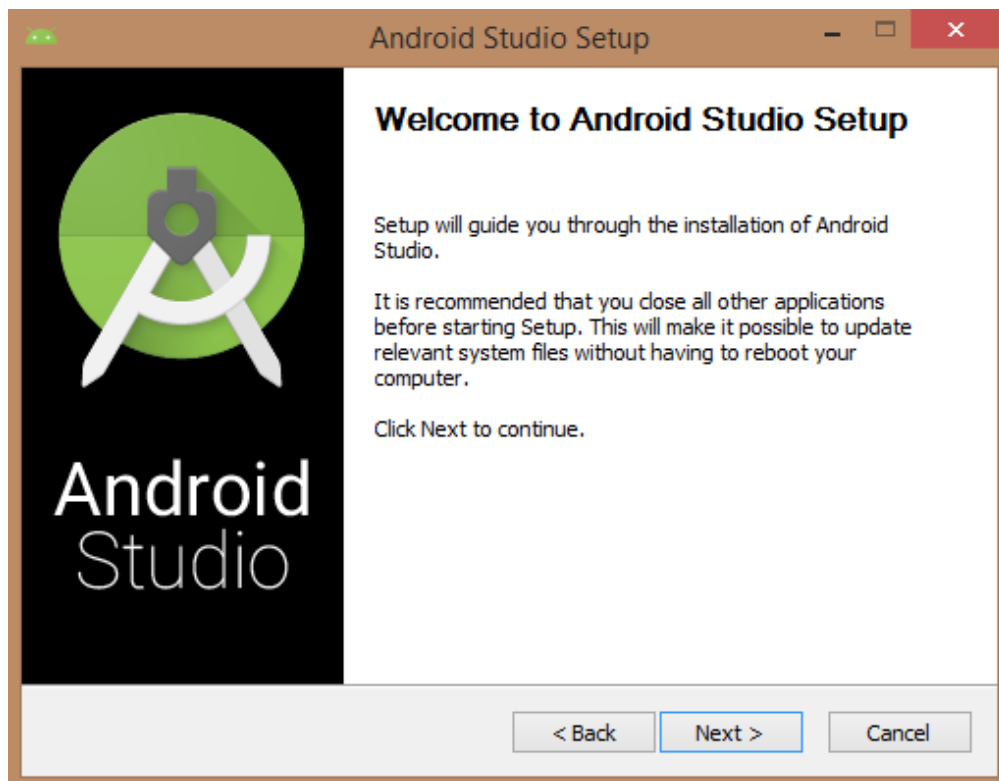 Android Studio Setup
Welcome to Android Studio Setup
Setup will guide you through the installation of Android
Studio.
It is recommended that you close all other applications
before starting Setup. This will make it possible to update
relevant system files without having to reboot your
computer.
Click Next to continue.
Android
Studio
< Back
Next >
Cancel